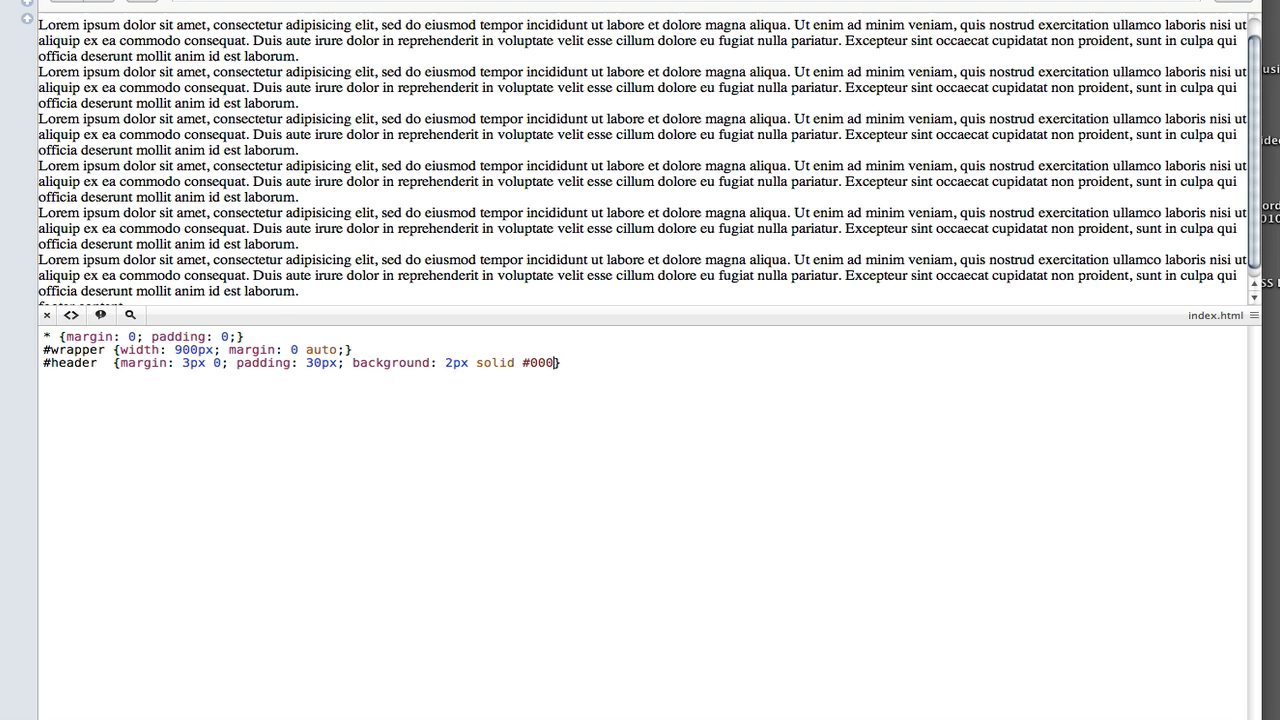 Lorem ipsum dolor sit amet, consectetur adipisicing elit, sed do eiusmod tempor incididunt ut labore et dolore magna aliqua. Ut enim ad minim veniam, quis nostrud exercitation ullamco laboris nisi ut
aliquip ex ea commodo consequat. Duis aute irure dolor in reprehenderit in voluptate velit esse cillum dolore eu fugiat nulla pariatur. Excepteur sint occaecat cupidatat non proident, sunt in culpa qui
officia deserunt mollit anim id est laborum.
Lorem ipsum dolor sit amet, consectetur adipisicing elit, sed do eiusmod tempor incididunt ut labore et dolore magna aliqua. Ut enim ad minim veniam, quis nostrud exercitation ullamco laboris nisi ut
aliquip ex ea commodo consequat. Duis aute irure dolor in reprehenderit in voluptate velit esse cillum dolore eu fugiat nulla pariatur. Excepteur sint occaecat cupidatat non proident, sunt in culpa qui
officia deserunt mollit anim id est laborum.
Lorem ipsum dolor sit amet, consectetur adipisicing elit, sed do eiusmod tempor incididunt ut labore et dolore magna aliqua. Ut enim ad minim veniam, quis nostrud exercitation ullamco laboris nisi ut
aliquip ex ea commodo consequat. Duis aute irure dolor in reprehenderit in voluptate velit esse cillum dolore eu fugiat nulla pariatur. Excepteur sint occaecat cupidatat non proident, sunt in culpa qui
officia deserunt mollit anim id est laborum.
Lorem ipsum dolor sit amet, consectetur adipisicing elit, sed do eiusmod tempor incididunt ut labore et dolore magna aliqua. Ut enim ad minim veniam, quis nostrud exercitation ullamco laboris nisi ut
aliquip ex ea commodo consequat. Duis aute irure dolor in reprehenderit in voluptate velit esse cillum dolore eu fugiat nulla pariatur. Excepteur sint occaecat cupidatat non proident, sunt in culpa qui
officia deserunt mollit anim id est laborum.
Lorem ipsum dolor sit amet, consectetur adipisicing elit, sed do eiusmod tempor incididunt ut labore et dolore magna aliqua. Ut enim ad minim veniam, quis nostrud exercitation ullamco laboris nisi ut
aliquip ex ea commodo consequat. Duis aute irure dolor in reprehenderit in voluptate velit esse cillum dolore eu fugiat nulla pariatur. Excepteur sint occaecat cupidatat non proident, sunt in culpa qui
officia deserunt mollit anim id est laborum.
Lorem ipsum dolor sit amet, consectetur adipisicing elit, sed do eiusmod tempor incididunt ut labore et dolore magna aliqua. Ut enim ad minim veniam, quis nostrud exercitation ullamco laboris nisi ut
aliquip ex ea commodo consequat. Duis aute irure dolor in reprehenderit in voluptate velit esse cillum dolore eu fugiat nulla pariatur. Excepteur sint occaecat cupidatat non proident, sunt in culpa qui
officia deserunt mollit anim id est laborum.
index.html
* {margin: 0; padding: 0;}
#wrapper {width: 900px; margin: 0 auto;}
#header  {margin: 3px 0; padding: 30px; background: 2px solid #000}